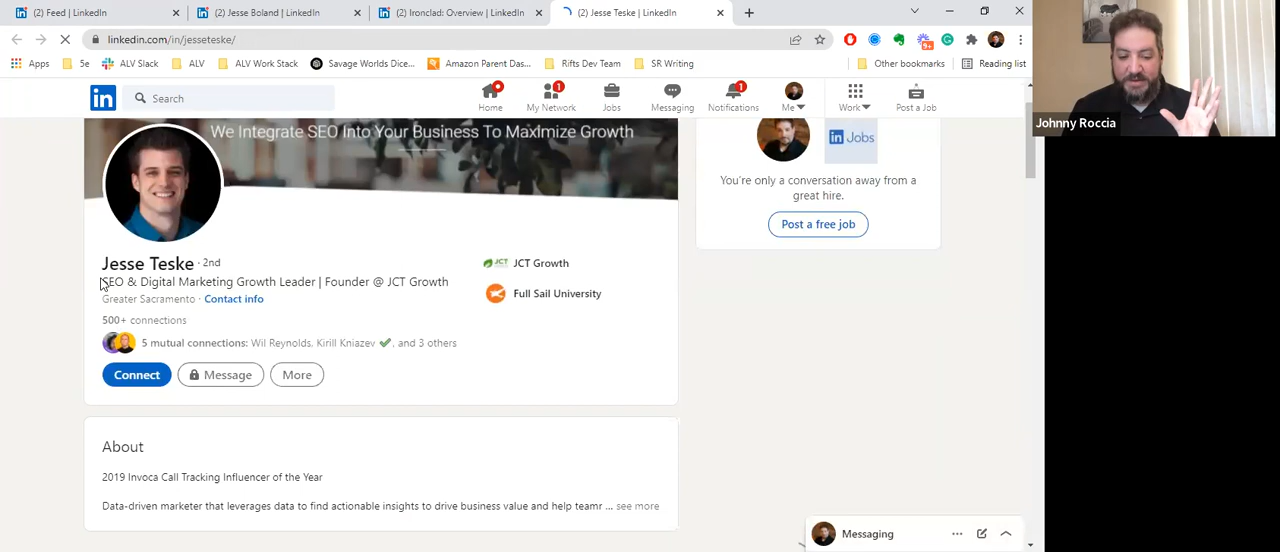 (2) Feed | LinkedIn
(2) Jesse Boland | LinkedIn
(2) Ironclad: Overview | LinkedIn
(2) Jesse Teske | LinkedIn
linkedin.com/in/jesseteske/
Apps
5e
ALV Slack
ALV
ALV Work Stack
Savage Worlds Dice...
Amazon Parent Das...
Rifts Dev Team
SR Writing
Other bookmarks
Reading list
9+
in
Search
Home
1
My Network
Jobs
Messaging
1
Notifications
Me
Work
Post a Job
Johnny Roccia
We Integrate SEO Into Your Business To Maximize Growth
in Jobs
You're only a conversation away from a
great hire.
Post a free job
Jesse Teske · 2nd
SEO & Digital Marketing Growth Leader | Founder @ JCT Growth
Greater Sacramento · Contact info
500+ connections
5 mutual connections: Wil Reynolds, Kirill Kniazev ✔, and 3 others
Connect
Message
More
JCT
JCT Growth
Full Sail University
About
2019 Invoca Call Tracking Influencer of the Year
Data-driven marketer that leverages data to find actionable insights to drive business value and help teamr ... see more
Messaging